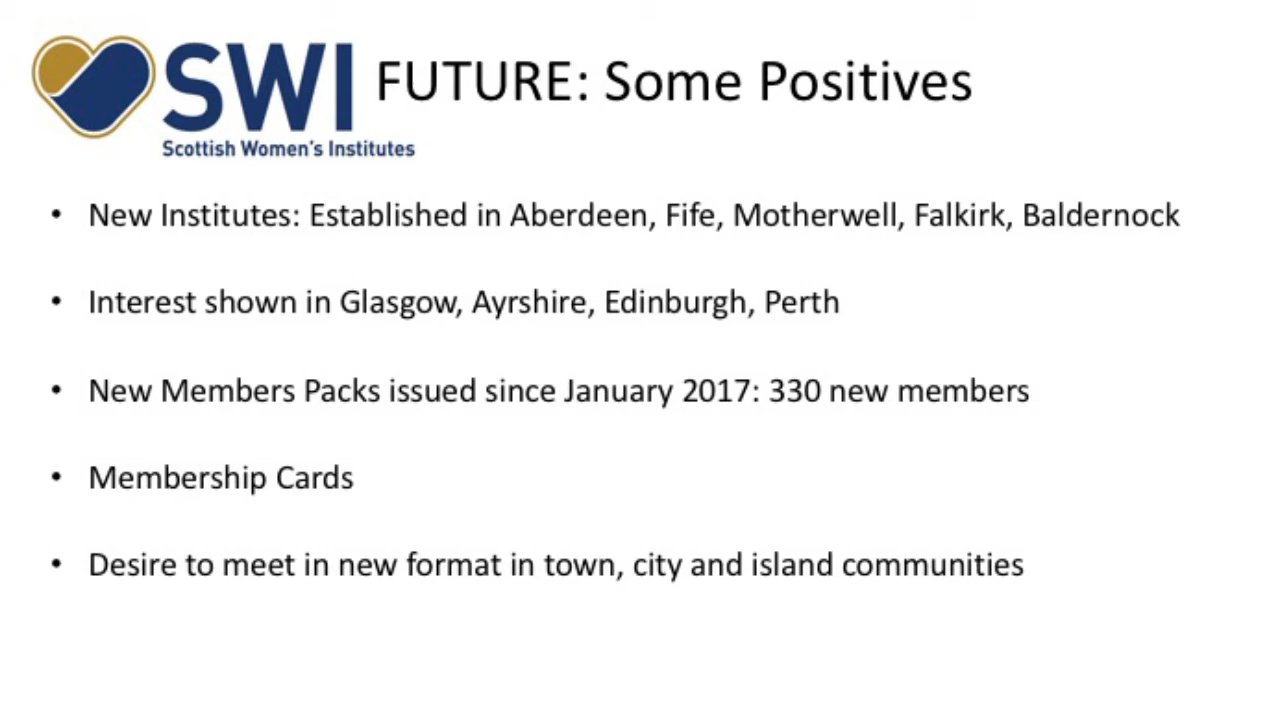 SWI FUTURE: Some Positives
Scottish Women's Institutes
• New Institutes: Established in Aberdeen, Fife, Motherwell, Falkirk, Baldernock
• Interest shown in Glasgow, Ayrshire, Edinburgh, Perth
• New Members Packs issued since January 2017: 330 new members
• Membership Cards
• Desire to meet in new format in town, city and island communities